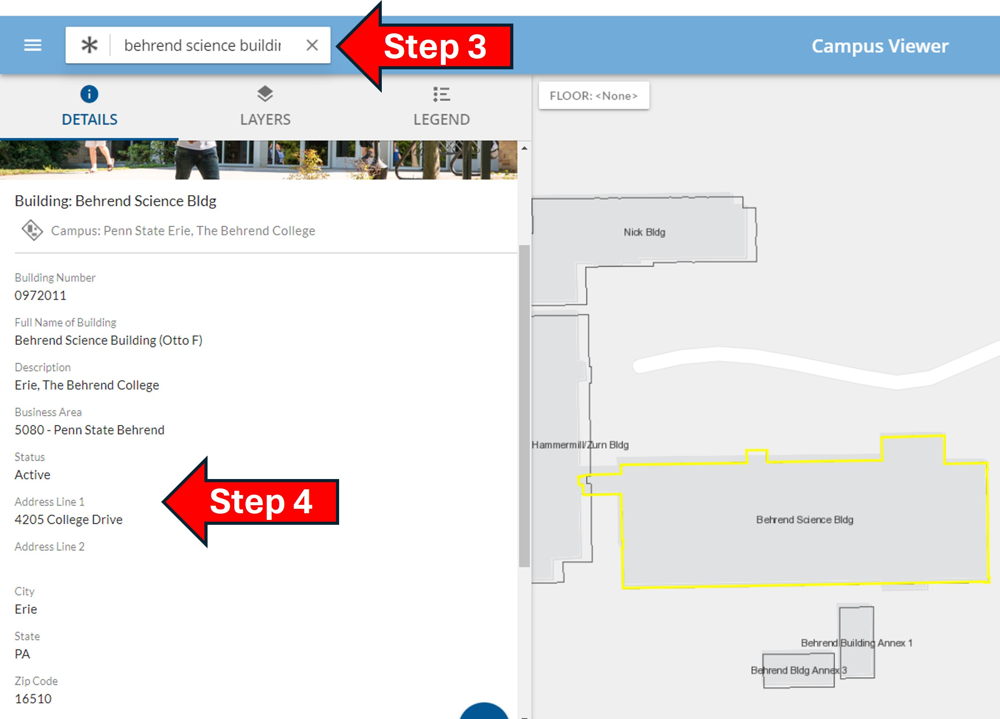 behrend science buildin
Step 3
Campus Viewer
DETAILS
LAYERS
LEGEND
FLOOR: <None>
Building: Behrend Science Bldg
Campus: Penn State Erie, The Behrend College
Building Number
0972011
Full Name of Building
Behrend Science Building (Otto F)
Description
Erie, The Behrend College
Business Area
5080 - Penn State Behrend
Status
Active
Address Line 1
4205 College Drive
Step 4
Address Line 2
City
Erie
State
PA
Zip Code
16510
Nick Bldg
Hammermill/Zurn Bldg
Behrend Science Bldg
Behrend Building Annex 1
Behrend Bldg Annex 3